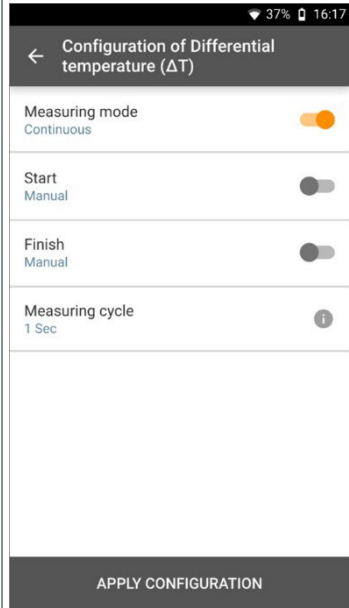 37% 16:17
Configuration of Differential
temperature (ΔT)
Measuring mode
Continuous
Start
Manual
Finish
Manual
Measuring cycle
1 Sec
APPLY CONFIGURATION